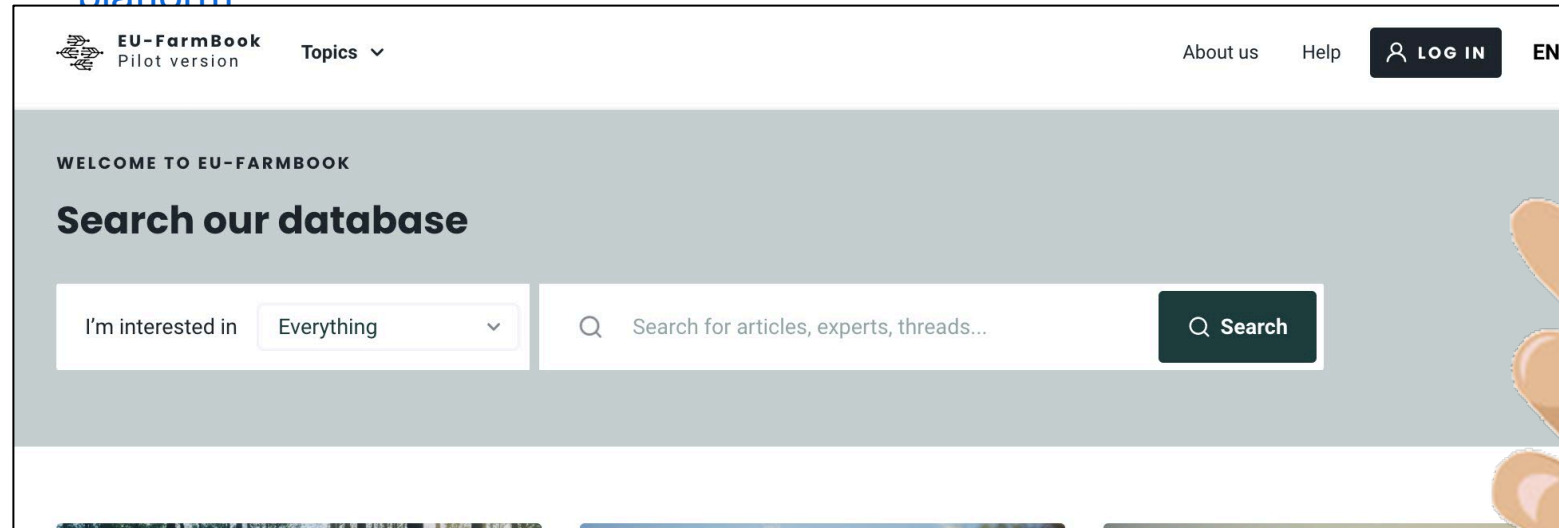 platform
EU-FarmBook
Pilot version
Topics
About us
Help
LOG IN
EN
WELCOME TO EU-FARMBOOK
Search our database
I'm interested in
Everything
Search for articles, experts, threads...
Search